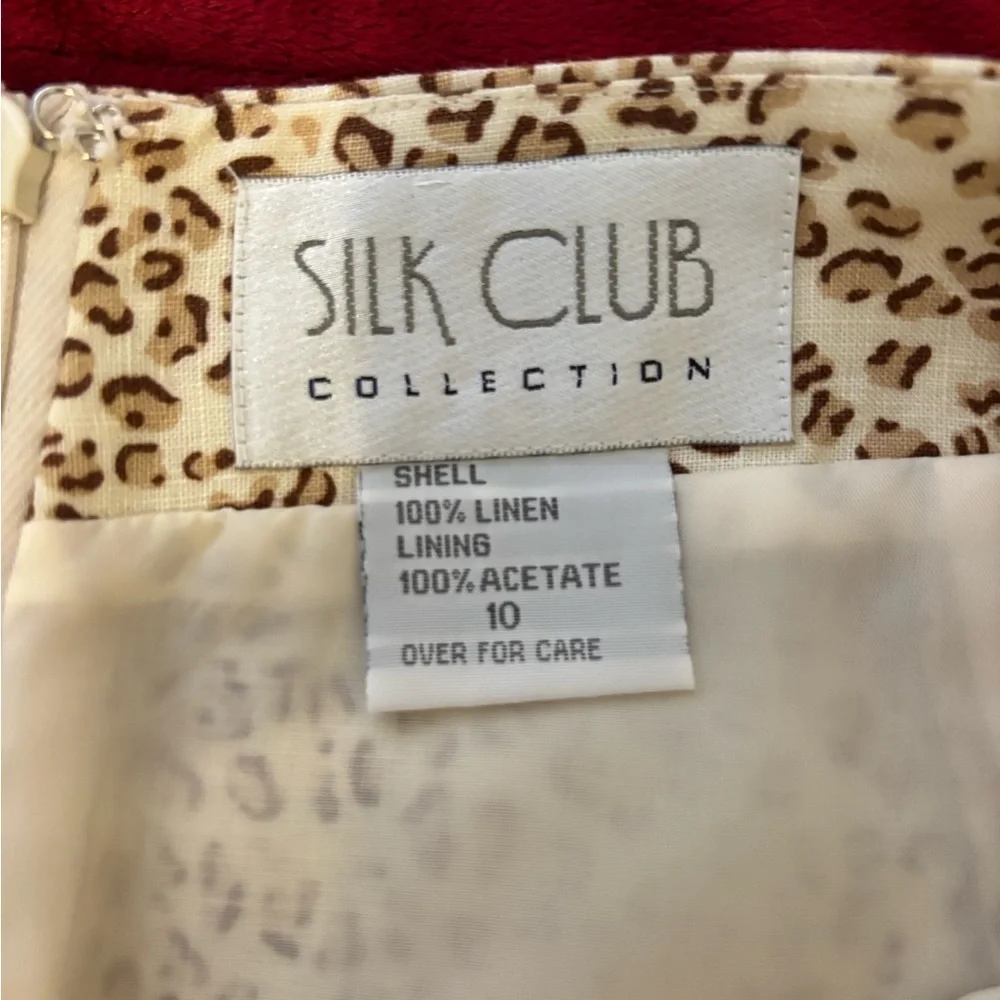 SILK CLUB
COLLECTION
SHELL
100% LINEN
LINING
100% ACETATE
10
OVER FOR CARE